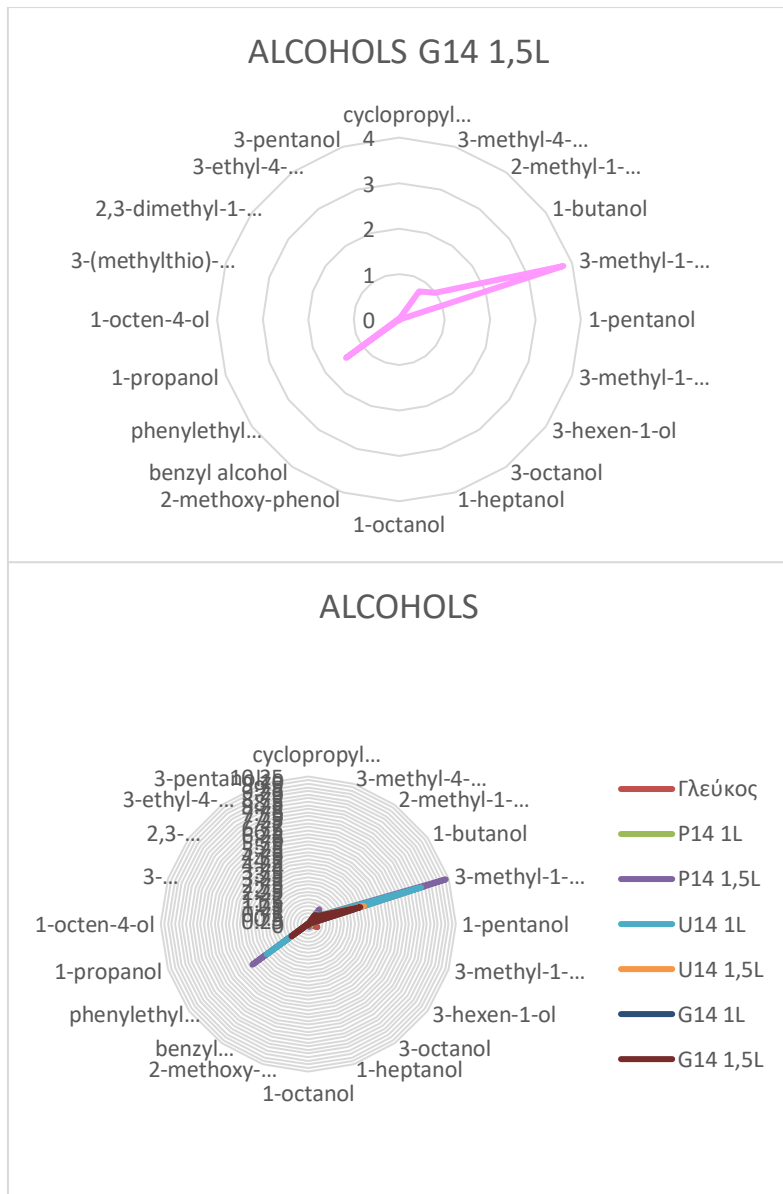 ALCOHOLS G14 1,5L
cyclopropyl...
3-methyl-4-...
2-methyl-1-...
1-butanol
3-methyl-1-...
1-pentanol
3-methyl-1-...
3-hexen-1-ol
3-octanol
1-heptanol
1-octanol
2-methoxy-phenol
benzyl alcohol
phenylethyl...
1-propanol
1-octen-4-ol
3-(methylthio)-...
2,3-dimethyl-1-...
3-ethyl-4-...
3-pentanol
4
3
2
1
0
ALCOHOLS
cyclopropyl...
3-methyl-4-...
2-methyl-1-...
1-butanol
3-methyl-1-...
1-pentanol
3-methyl-1-...
3-hexen-1-ol
3-octanol
1-heptanol
1-octanol
2-methoxy-...
benzyl...
phenylethyl...
1-propanol
1-octen-4-ol
3-...
2,3-...
3-ethyl-4-...
3-pentanol
0
Γλεύκος
P14 1L
P14 1,5L
U14 1L
U14 1,5L
G14 1L
G14 1,5L